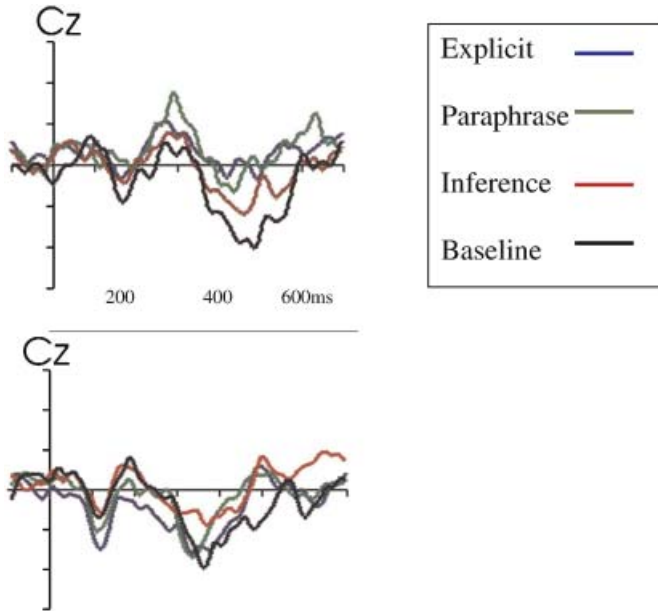 Cz
Explicit
Paraphrase
Inference
Baseline
200 400 600ms
Cz